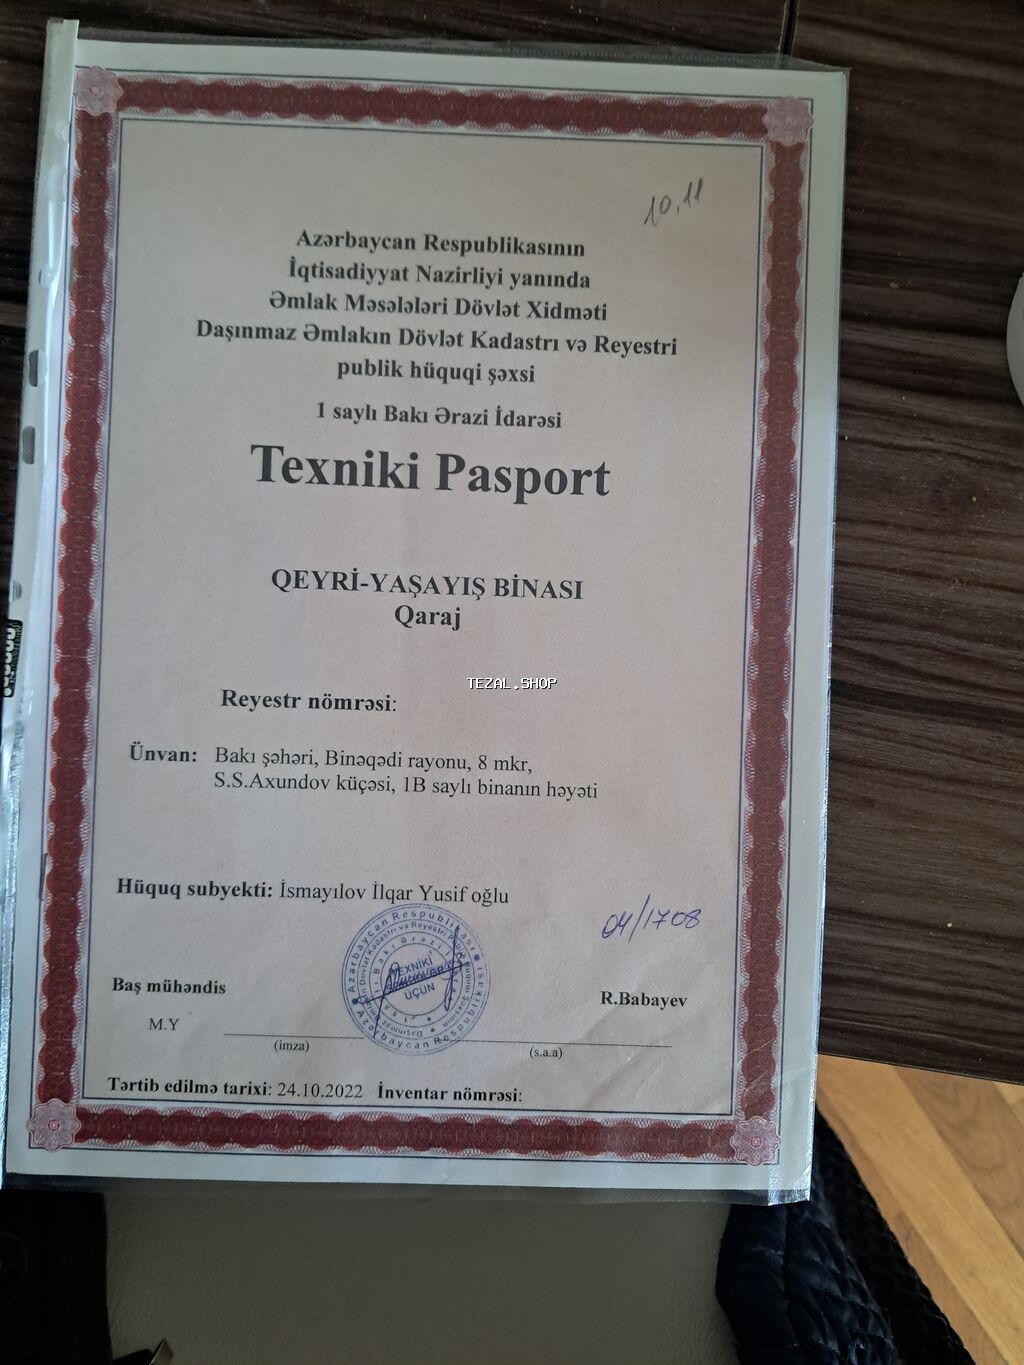 10.11
Azərbaycan Respublikasının
İqtisadiyyat Nazirliyi yanında
Əmlak Məsələləri Dövlət Xidməti
Daşınmaz Əmlakın Dövlət Kadastrı və Reyestri
publik hüquqi şəxsi
1 saylı Bakı Ərazi İdarəsi
Texniki Pasport
QEYRİ-YAŞAYIŞ BİNASI
Qaraj
TEZAL.SHOP
Reyestr nömrəsi:
Ünvan: Bakı şəhəri, Binəqədi rayonu, 8 mkr,
S.S.Axundov küçəsi, 1B saylı binanın həyəti
Hüquq subyekti: İsmayılov İlqar Yusif oğlu
04/1708
Azərbaycan Respublikası
TEXNİKİ
ÜÇÜN
Baş mühəndis
R.Babayev
M.Y
(imza)
(s.a.a)
Tərtib edilmə tarixi: 24.10.2022 İnventar nömrəsi: